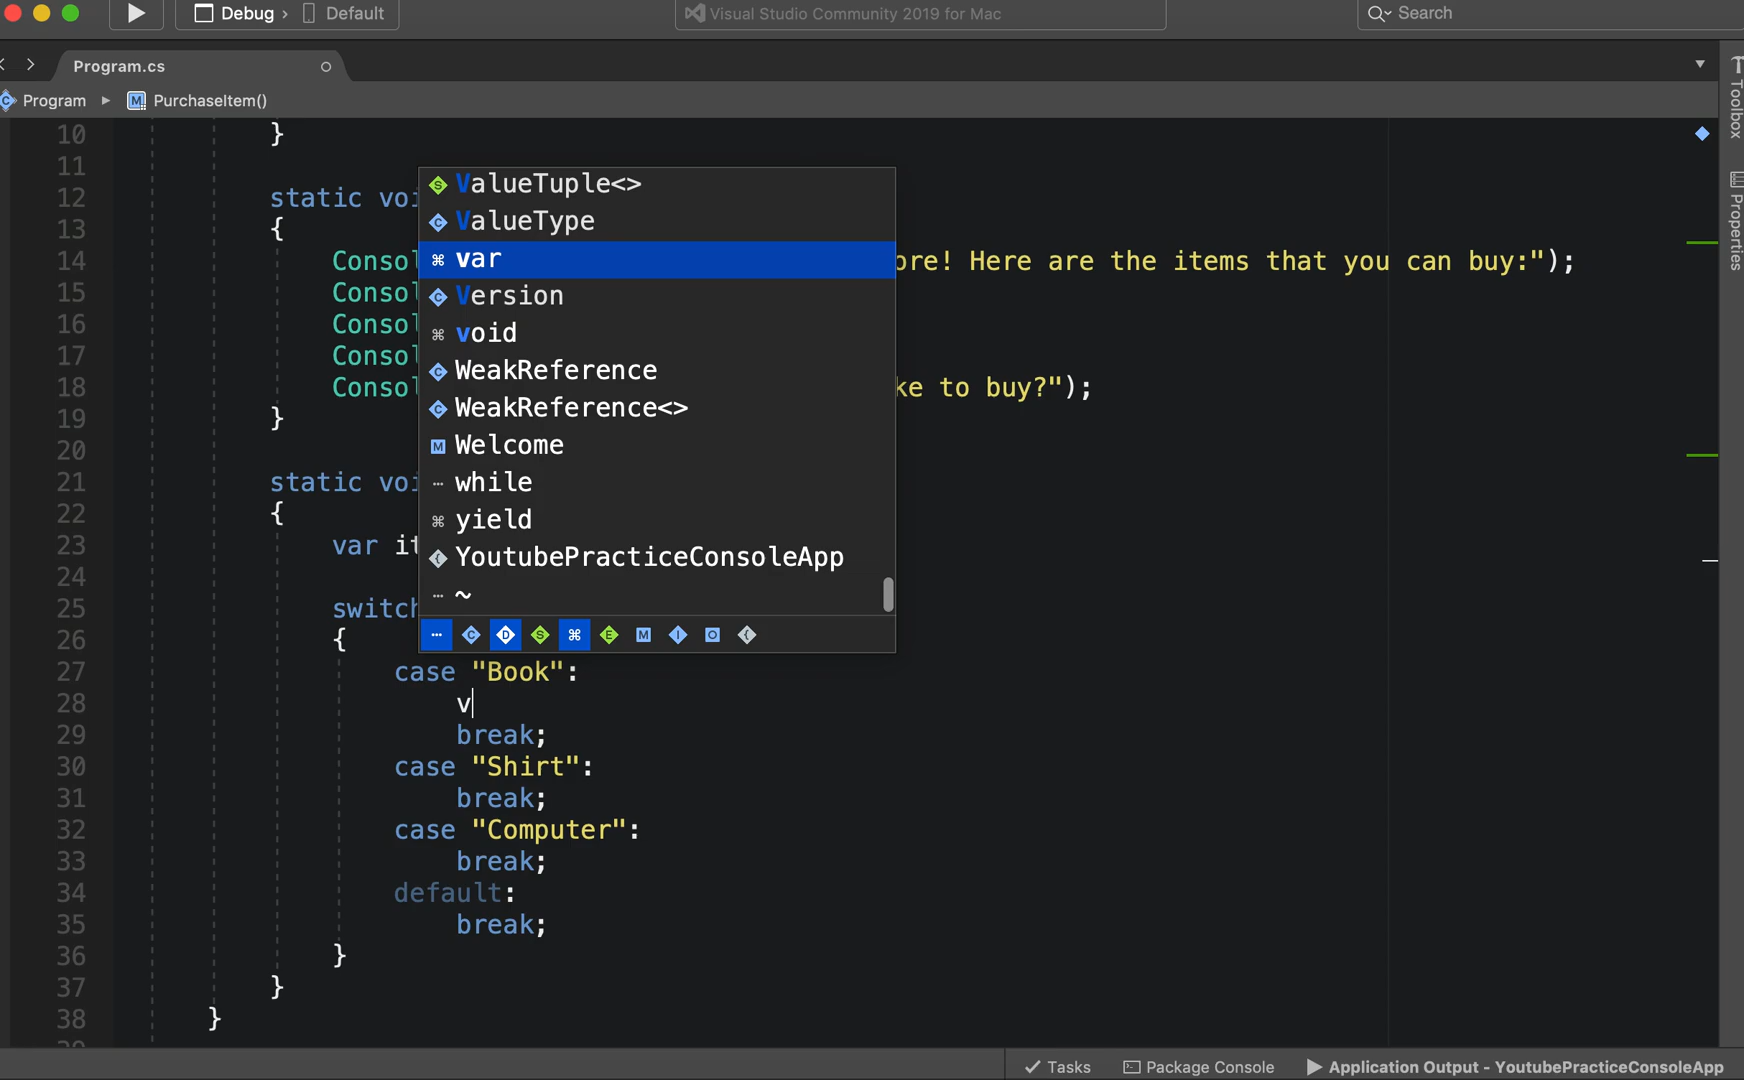 Debug › Default
Visual Studio Community 2019 for Mac
Search
Program.cs
Program ▸ PurchaseItem()
Toolbox
Properties
10 }
11
12 static voi
13 {
14 Consol ore! Here are the items that you can buy:");
15 Consol
16 Consol
17 Consol
18 Consol ke to buy?");
19 }
20
21 static voi
22 {
23 var it
24
25 switch
26 {
27 case "Book":
28 v
29 break;
30 case "Shirt":
31 break;
32 case "Computer":
33 break;
34 default:
35 break;
36 }
37 }
38 }
ValueTuple<>
ValueType
var
Version
void
WeakReference
WeakReference<>
Welcome
while
yield
YoutubePracticeConsoleApp
~
Tasks
Package Console
Application Output - YoutubePracticeConsoleApp